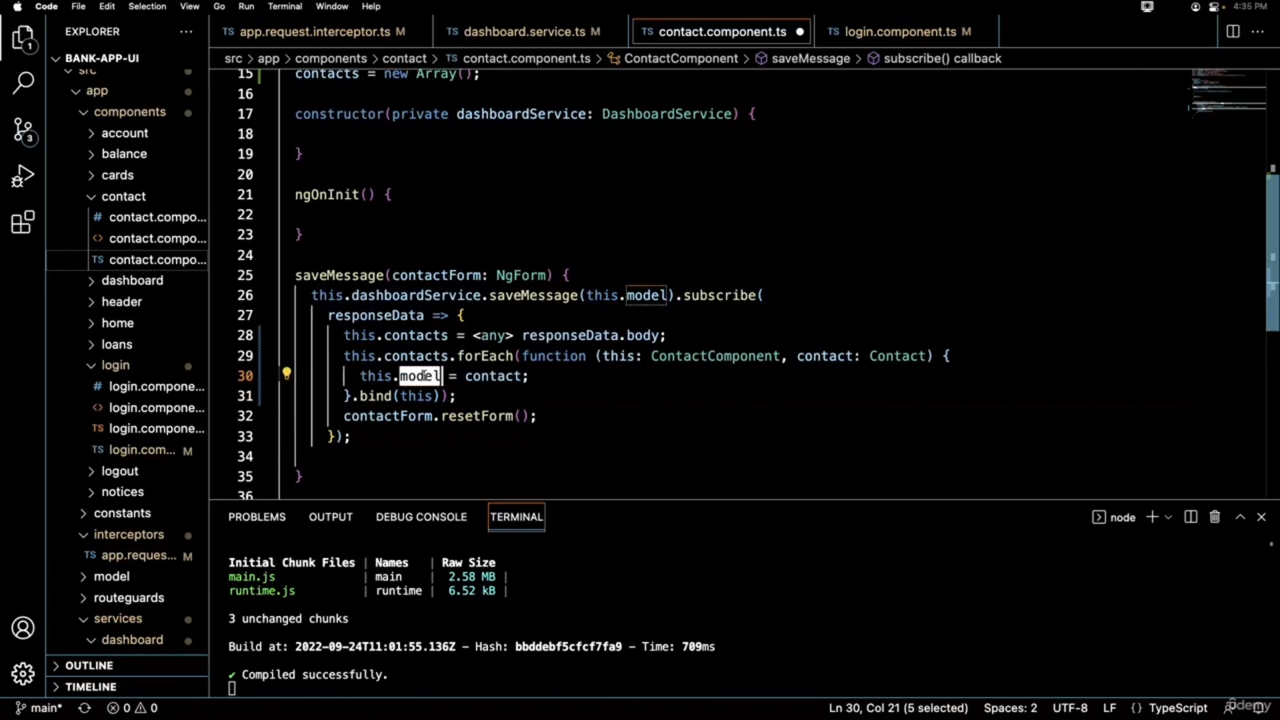 Code File Edit Selection View Go Run Terminal Window Help 4:35 PM
EXPLORER
TS app.request.interceptor.ts M TS dashboard.service.ts M TS contact.component.ts TS login.component.ts M
BANK-APP-UI
src > app > components > contact > TS contact.component.ts > ContactComponent > saveMessage > subscribe() callback
src
app
components
account
balance
cards
contact
# contact.compo...
<> contact.compo...
TS contact.compo...
dashboard
header
home
loans
login
# login.compone...
<> login.compone...
TS login.compone...
TS login.com... M
logout
notices
constants
interceptors
TS app.reques... M
model
routeguards
services
dashboard
OUTLINE
TIMELINE
1
3
15 contacts = new Array();
16
17 constructor(private dashboardService: DashboardService) {
18
19 }
20
21 ngOnInit() {
22
23 }
24
25 saveMessage(contactForm: NgForm) {
26 this.dashboardService.saveMessage(this.model).subscribe(
27 responseData => {
28 this.contacts = <any> responseData.body;
29 this.contacts.forEach(function (this: ContactComponent, contact: Contact) {
30 this.model = contact;
31 }.bind(this));
32 contactForm.resetForm();
33 });
34
35 }
36
PROBLEMS OUTPUT DEBUG CONSOLE TERMINAL node
Initial Chunk Files | Names | Raw Size
main.js | main | 2.58 MB |
runtime.js | runtime | 6.52 kB |
3 unchanged chunks
Build at: 2022-09-24T11:01:55.136Z - Hash: bbddebf5cfcf7fa9 - Time: 709ms
✔ Compiled successfully.
main* 0 0 Ln 30, Col 21 (5 selected) Spaces: 2 UTF-8 LF {} TypeScript
Udemy